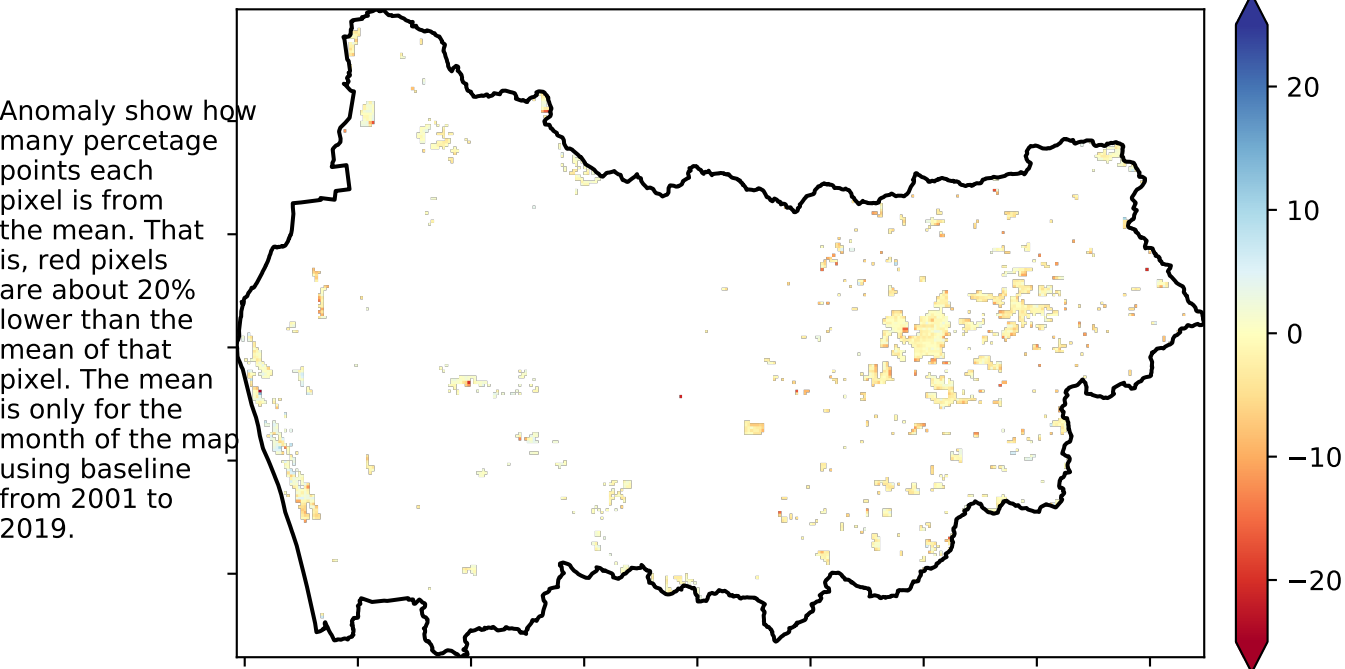 Anomaly show how
many percetage
points each
pixel is from
the mean. That
is, red pixels
are about 20%
lower than the
mean of that
pixel. The mean
is only for the
month of the map
using baseline
from 2001 to
2019.
20
10
0
−10
−20